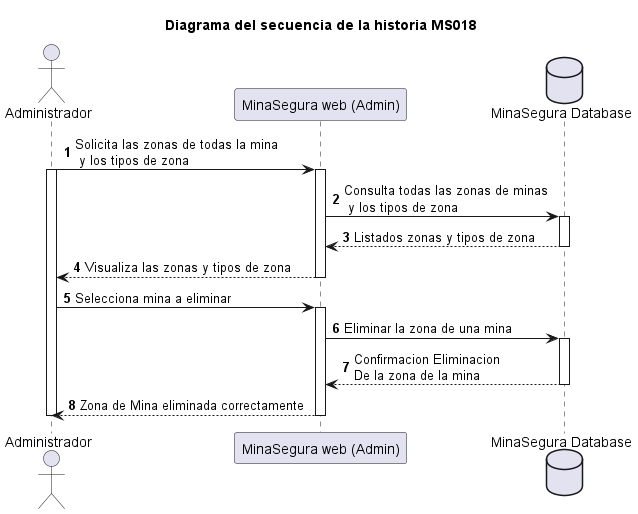 Diagrama del secuencia de la historia MS018
Administrador
MinaSegura web (Admin)
MinaSegura Database
1 Solicita las zonas de todas la mina
y los tipos de zona
2 Consulta todas las zonas de minas
y los tipos de zona
3 Listados zonas y tipos de zona
4 Visualiza las zonas y tipos de zona
5 Selecciona mina a eliminar
6 Eliminar la zona de una mina
7 Confirmacion Eliminacion
De la zona de la mina
8 Zona de Mina eliminada correctamente
Administrador
MinaSegura web (Admin)
MinaSegura Database